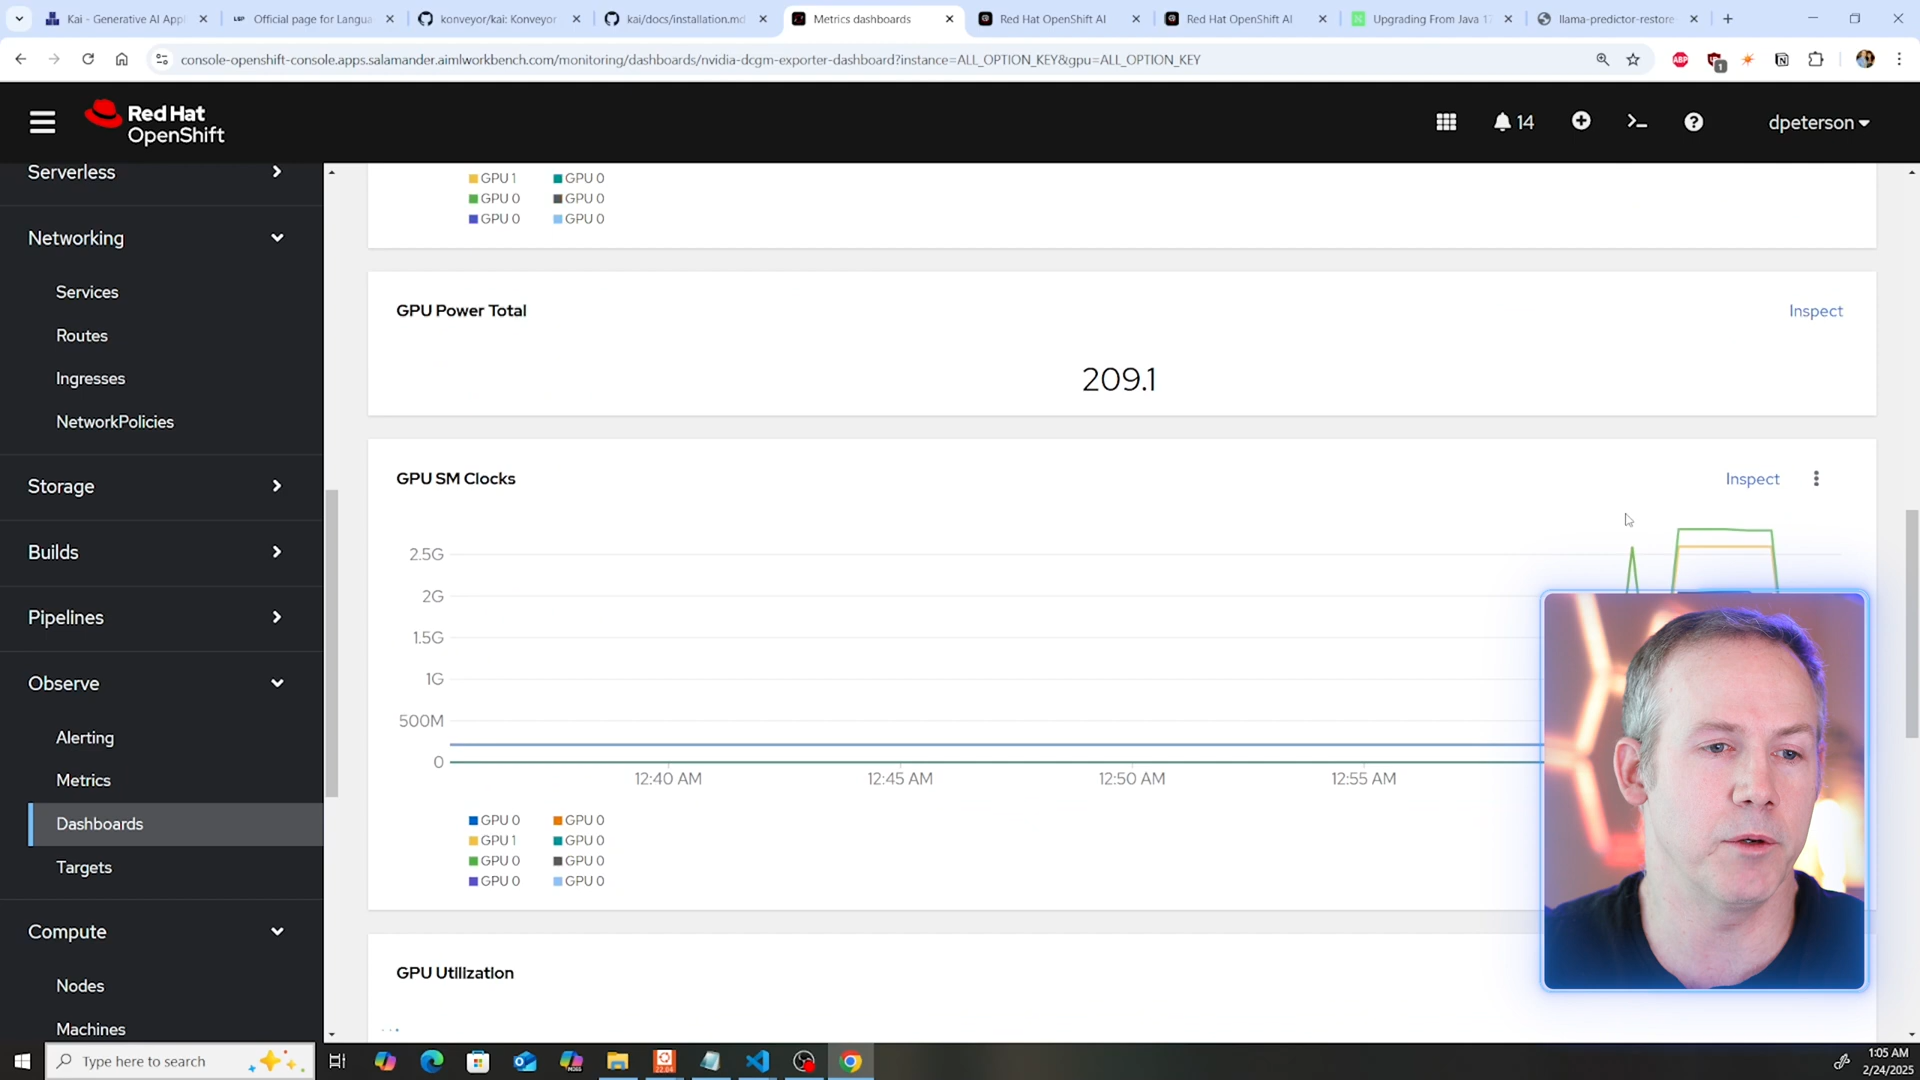 Kai - Generative AI Appl
Official page for Langua
konveyor/kai: Konveyor
kai/docs/installation.md
Metrics dashboards
Red Hat OpenShift AI
Red Hat OpenShift AI
Upgrading From Java 17
llama-predictor-restore-
console-openshift-console.apps.salamander.aimlworkbench.com/monitoring/dashboards/nvidia-dcgm-exporter-dashboard?instance=ALL_OPTION_KEY&gpu=ALL_OPTION_KEY
ABP
1
Red Hat
OpenShift
14
dpeterson
Serverless
Networking
Services
Routes
Ingresses
NetworkPolicies
Storage
Builds
Pipelines
Observe
Alerting
Metrics
Dashboards
Targets
Compute
Nodes
Machines
GPU 1 GPU 0
GPU 0 GPU 0
GPU 0 GPU 0
GPU Power Total
Inspect
209.1
GPU SM Clocks
Inspect
2.5G
2G
1.5G
1G
500M
0
12:40 AM 12:45 AM 12:50 AM 12:55 AM
GPU 0 GPU 0
GPU 1 GPU 0
GPU 0 GPU 0
GPU 0 GPU 0
GPU Utilization
Type here to search
22.04
1:05 AM
2/24/2025